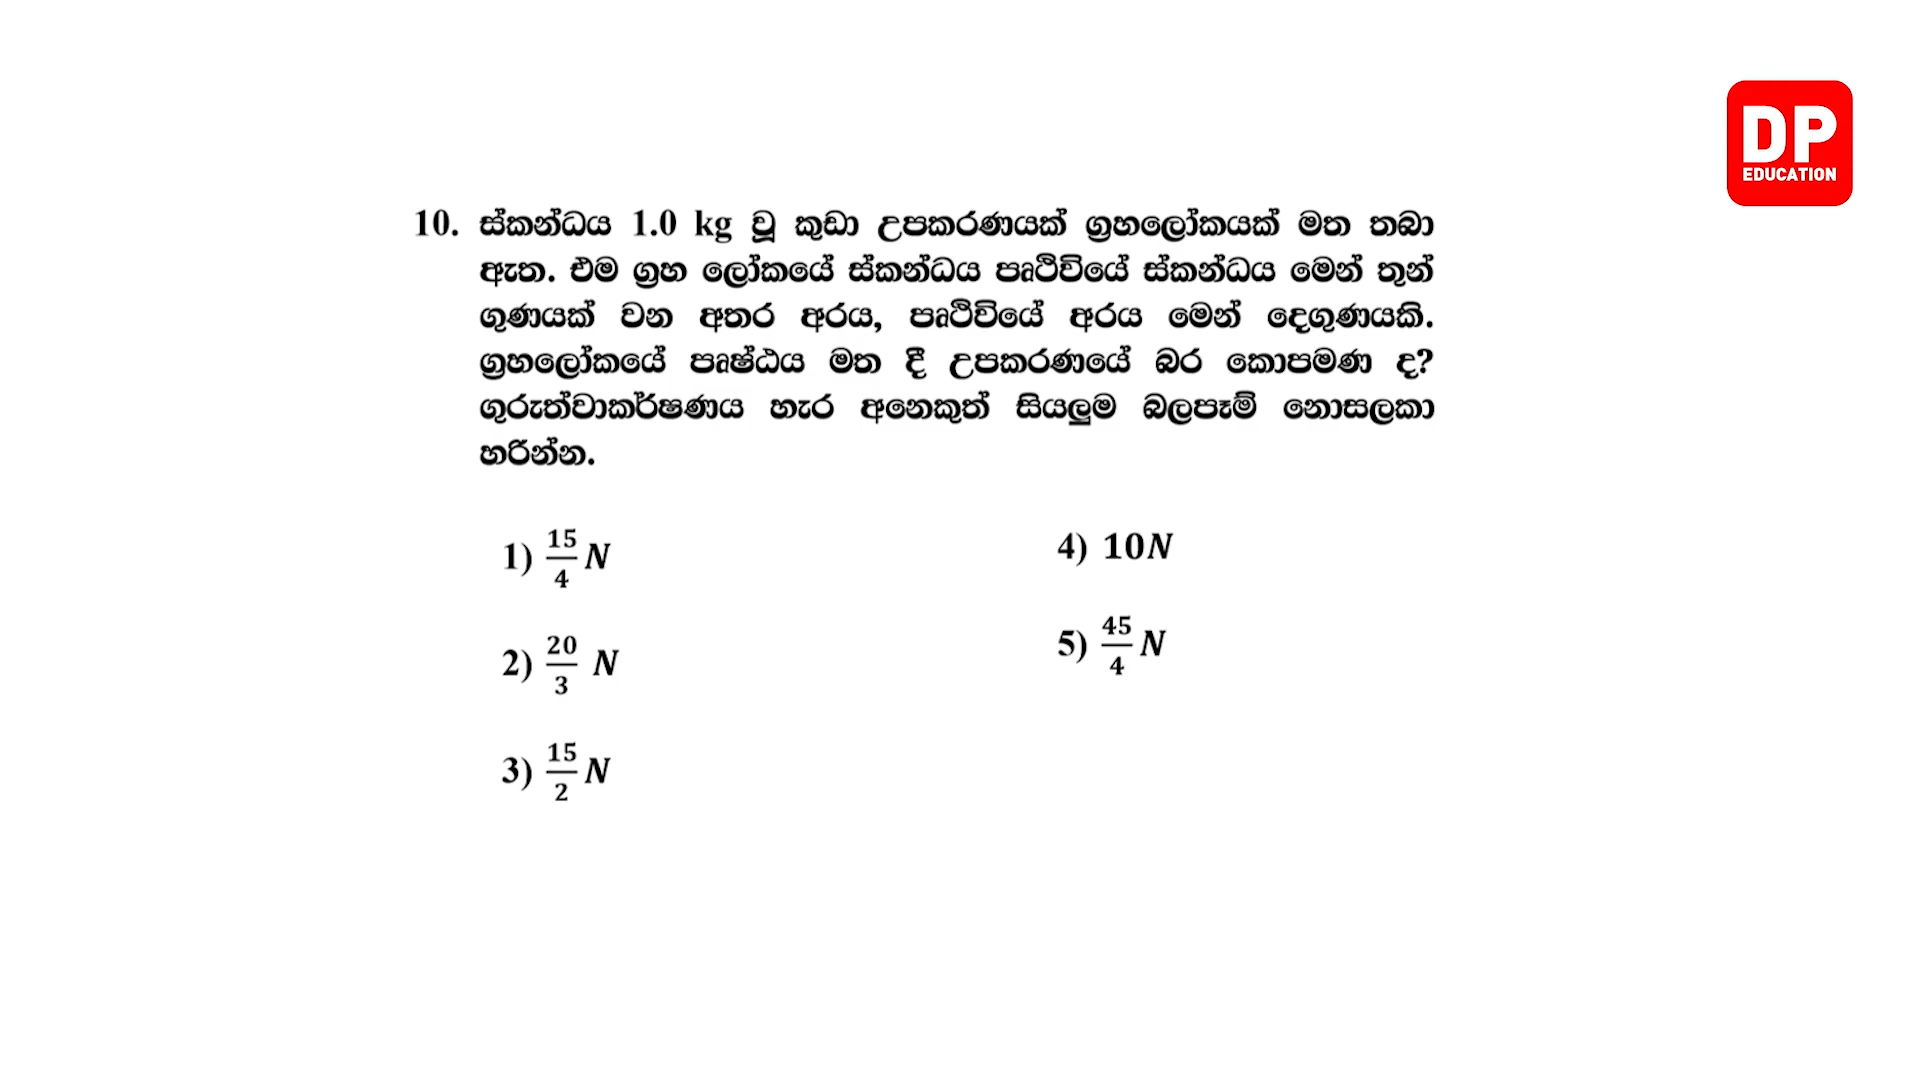 DP
EDUCATION
10. ස්කන්ධය 1.0 kg වූ කුඩා උපකරණයක් ග්‍රහලෝකයක් මත තබා
ඇත. එම ග්‍රහ ලෝකයේ ස්කන්ධය පෘථිවියේ ස්කන්ධය මෙන් තුන්
ගුණයක් වන අතර අරය, පෘථිවියේ අරය මෙන් දෙගුණයකි.
ග්‍රහලෝකයේ පෘෂ්ඨය මත දී උපකරණයේ බර කොපමණ ද?
ගුරුත්වාකර්ෂණය හැර අනෙකුත් සියලුම බලපෑම් නොසලකා
හරින්න.
1) 15/4 N
2) 20/3 N
3) 15/2 N
4) 10N
5) 45/4 N